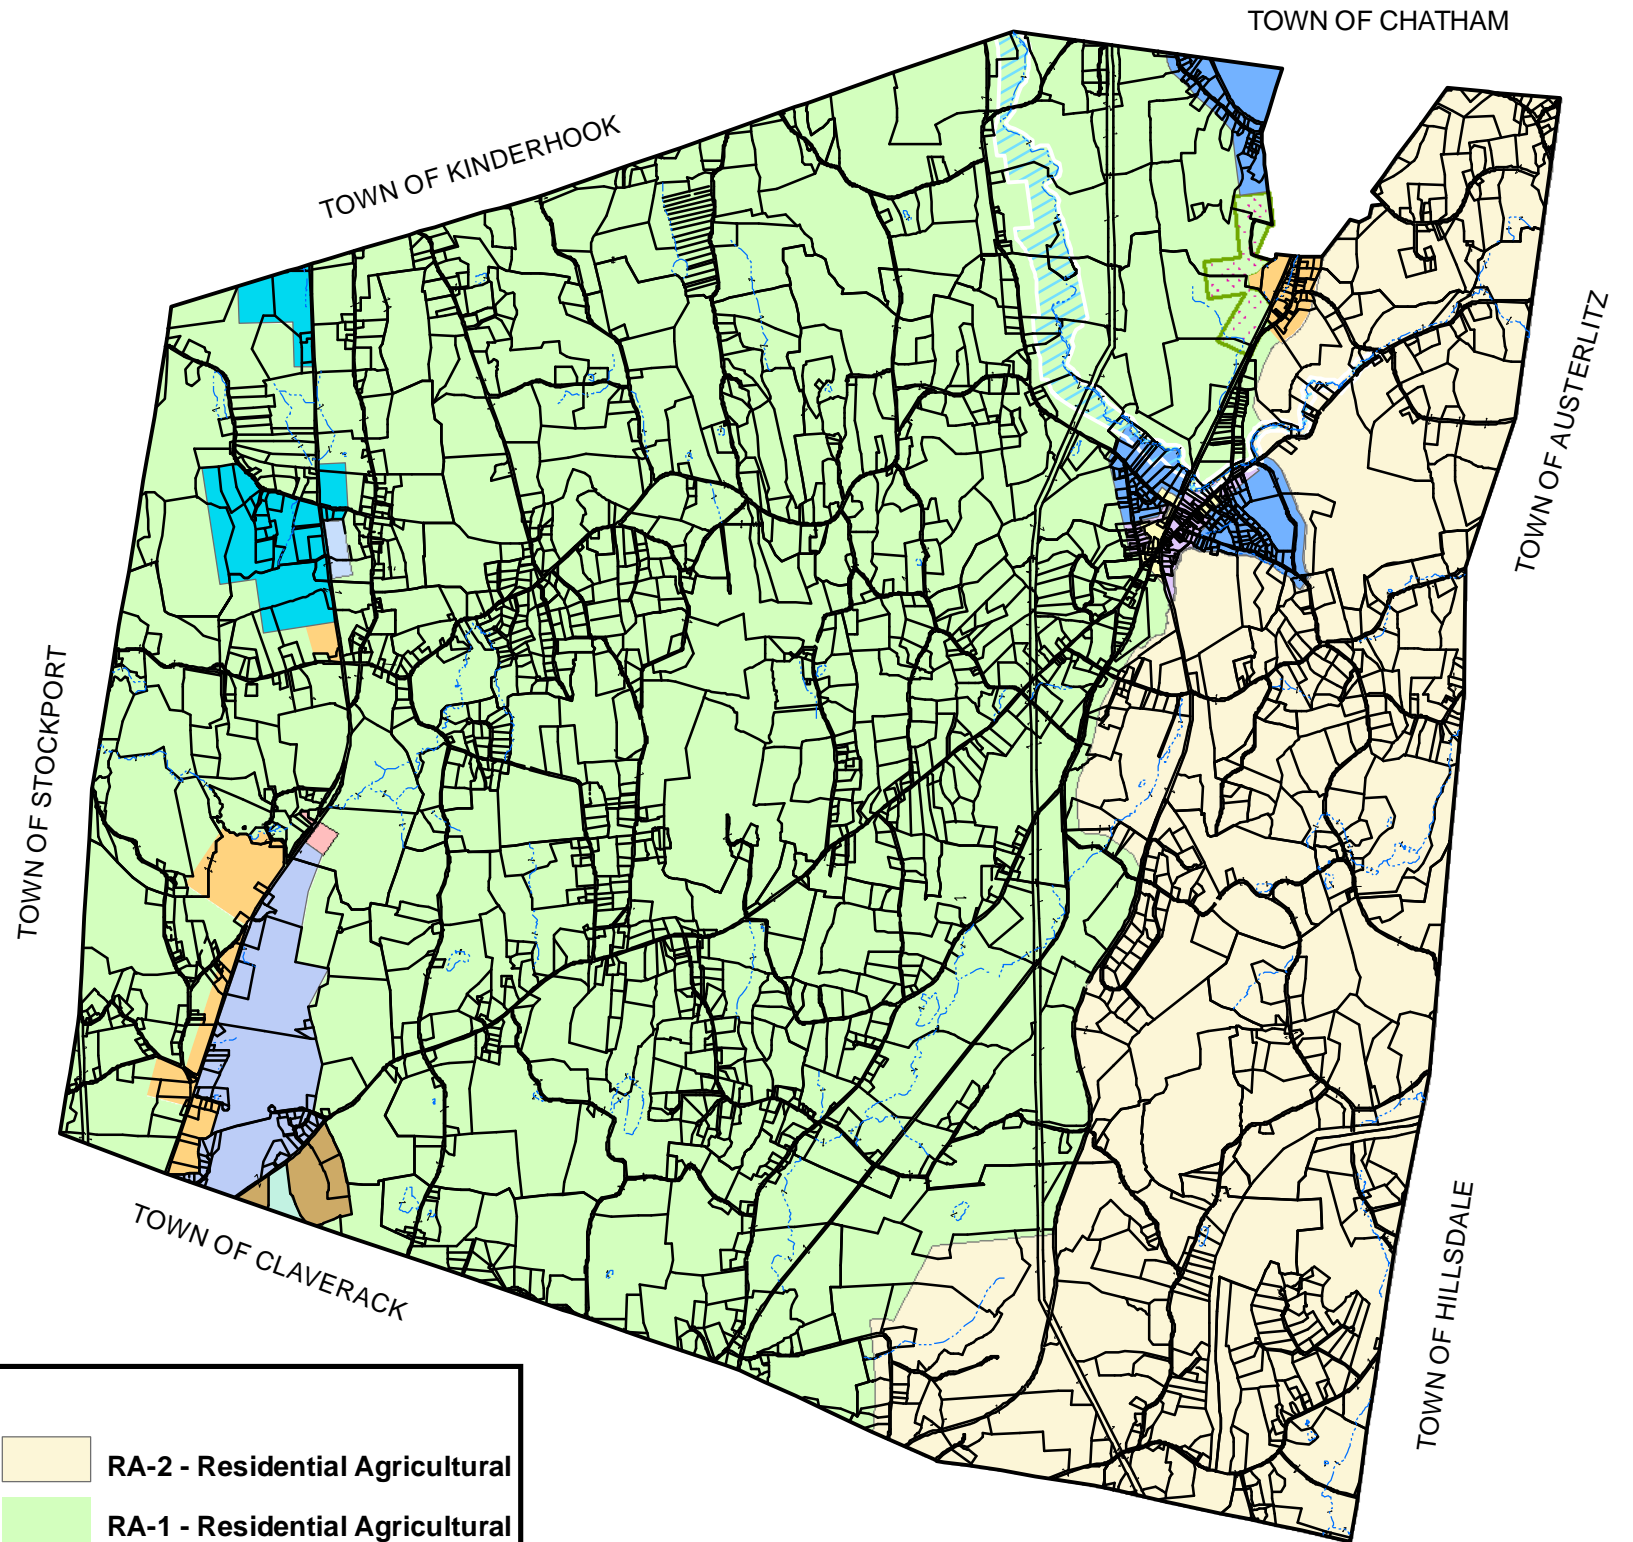 TOWN OF CHATHAM
TOWN OF KINDERHOOK
TOWN OF AUSTERLITZ
TOWN OF STOCKPORT
TOWN OF CLAVERACK
TOWN OF HILLSDALE
RA-2 - Residential Agricultural
RA-1 - Residential Agricultural